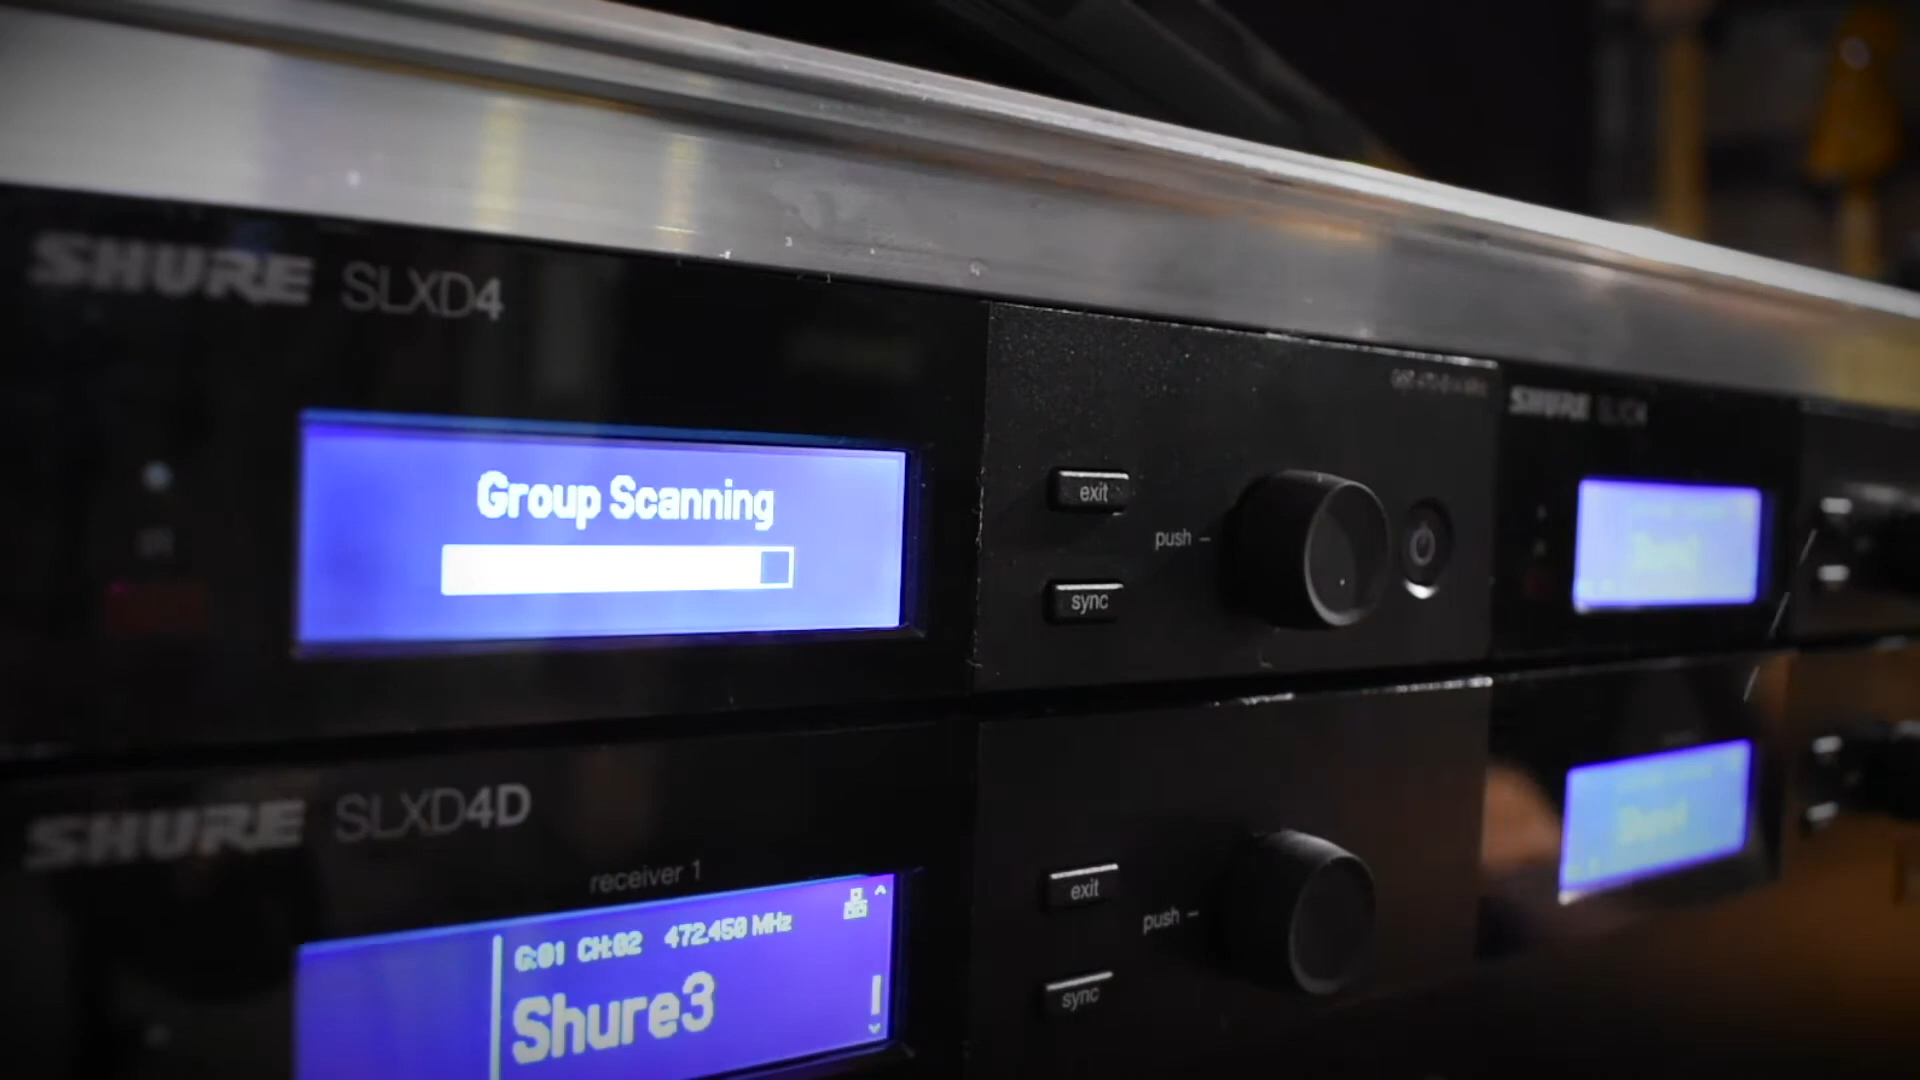 SHURE SLXD4
Group Scanning
exit
push
sync
SHURE
SHURE SLXD4D
receiver 1
G:01 CH:02 472.450 MHz
Shure3
exit
push
sync